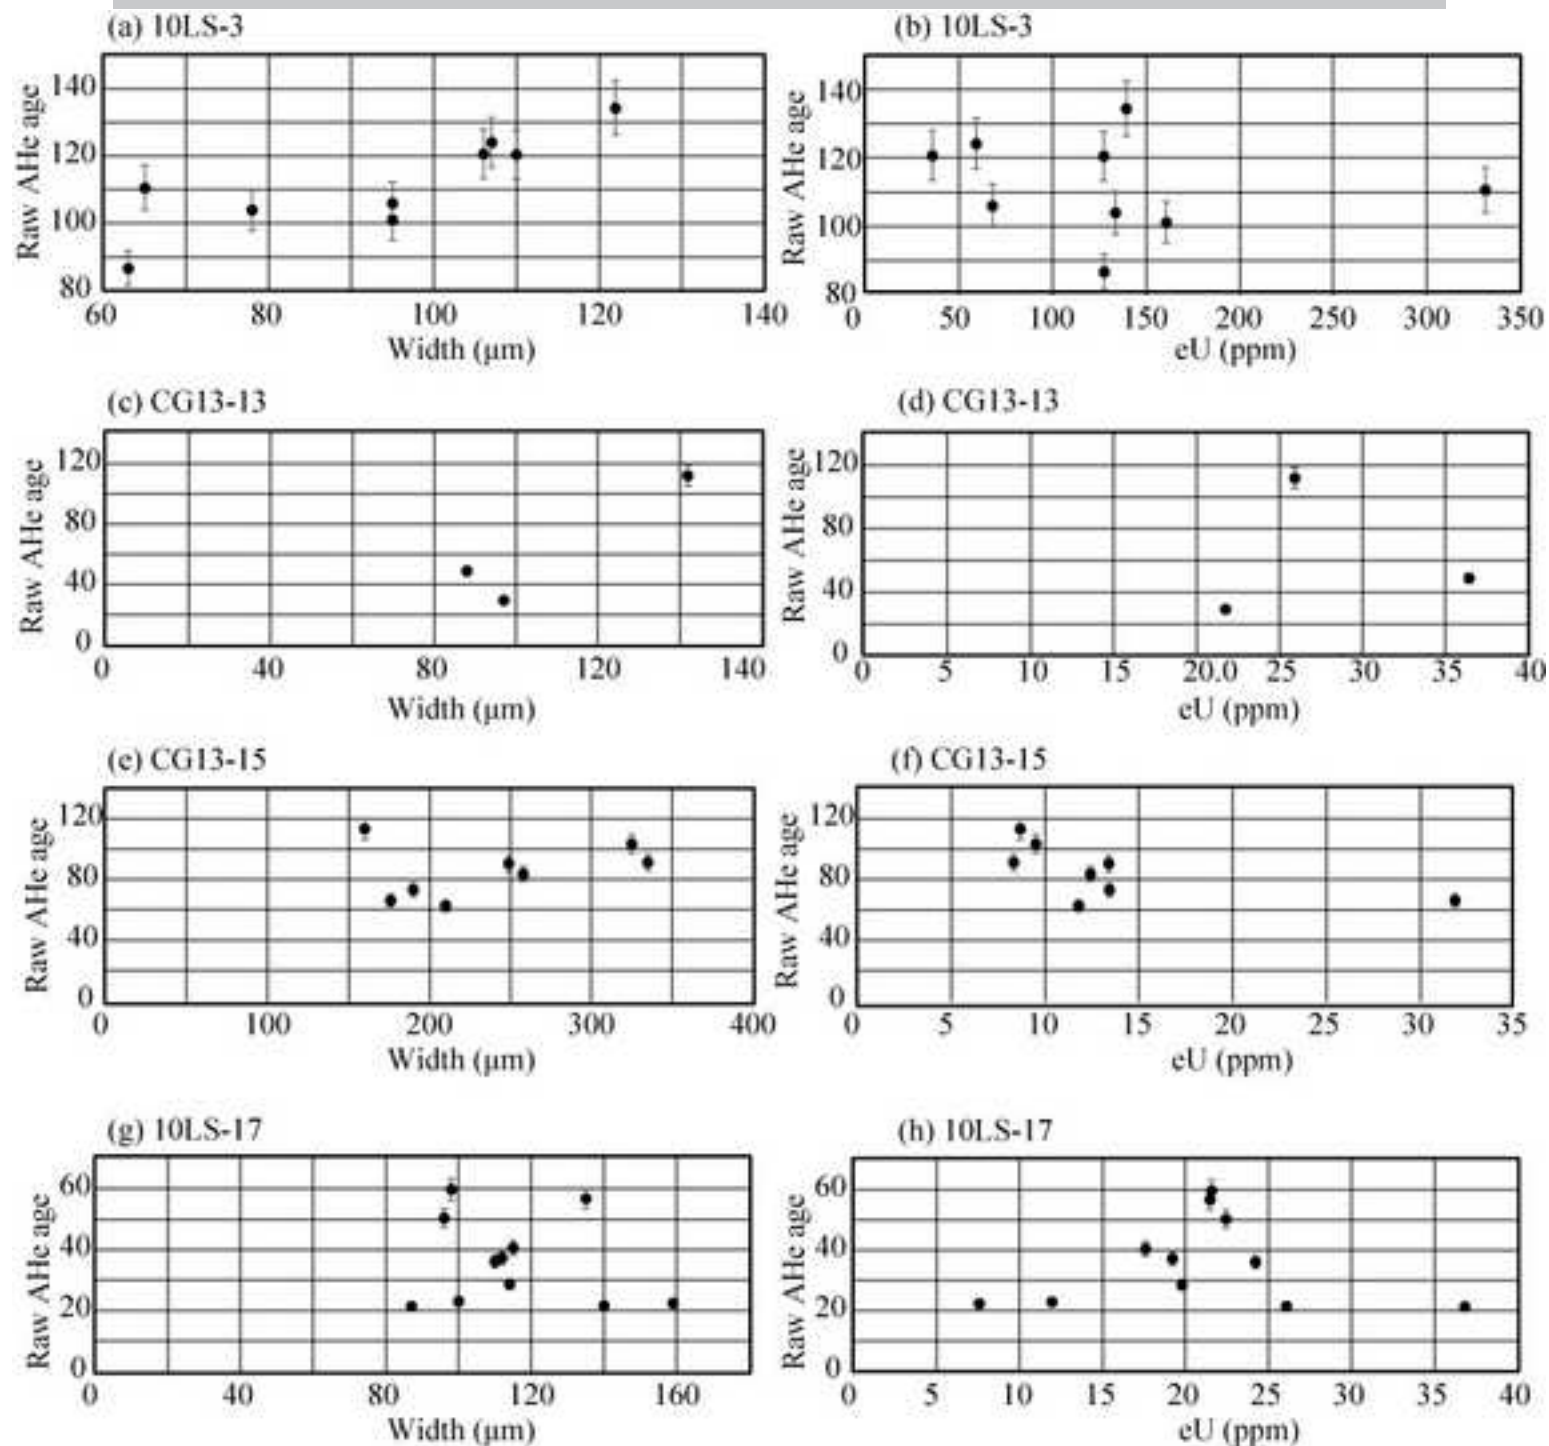 (a) 10LS-3
Raw AHe age
140
120
100
80
60 80 100 120 140
Width (μm)
(b) 10LS-3
Raw AHe age
140
120
100
80
0 50 100 150 200 250 300 350
eU (ppm)
(c) CG13-13
Raw AHe age
120
80
40
0
0 40 80 120 140
Width (μm)
(d) CG13-13
Raw AHe age
120
80
40
0
0 5 10 15 20.0 25 30 35 40
eU (ppm)
(e) CG13-15
Raw AHe age
120
80
40
0
0 100 200 300 400
Width (μm)
(f) CG13-15
Raw AHe age
120
80
40
0
0 5 10 15 20 25 30 35
eU (ppm)
(g) 10LS-17
Raw AHe age
60
40
20
0
0 40 80 120 160
Width (μm)
(h) 10LS-17
Raw AHe age
60
40
20
0
0 5 10 15 20 25 30 35 40
eU (ppm)